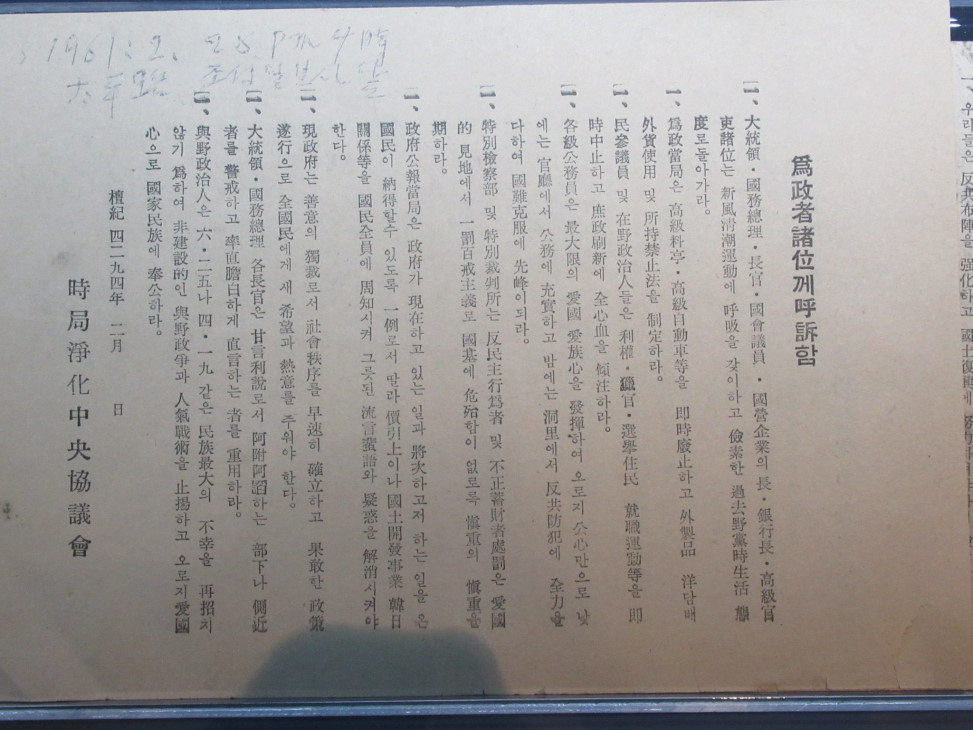 爲政者諸位께呼訴함
一、大統領・國務總理・長官・國會議員・國營企業의 長・銀行長・高級官
吏諸位는 新風淸潮運動에 呼吸을 갖이하고 儉素한 過去野黨時生活 態
度로돌아가라。
一、爲政當局은 高級料亭・高級自動車等을 即時廢止하고 外製品 洋담배
外貨使用 및 所持禁止法을 制定하라。
一、民參議員 및 在野政治人들은 利權・獵官・選擧住民 就職運動等을 即
時中止하고 庶政刷新에 全心血을 傾注하라。
一、各級公務員은 最大限의 愛國 愛族心을 發揮하여 오로지 公心만으로 낮
에는 官廳에서 公務에 充實하고 밤에는 洞里에서 反共防犯에 全力을
다하여 國難克服에 先峰이되라。
一、特別檢察部 및 特別裁判所는 反民主行爲者 및 不正蓄財者處罰은 愛國
的 見地에서 一罰百戒主義로 國基에 危殆함이 없로록 愼重의 愼重을
期하라。
一、政府公報當局은 政府가 現在하고 있는 일과 將次하고저 하는 일을 온
國民이 納得할수 있도록 一例로서 딸라 價引上이나 國土開發事業 韓日
關係等을 國民全員에 周知시켜 그릇된 流言蜚語와 疑惑을 解消시켜야
한다。
一、現政府는 善意의 獨裁로서 社會秩序를 早速히 確立하고 果敢한 政策
遂行으로 全國民에게 새 希望과 熱意를 주워야 한다。
一、大統領・國務總理 各長官은 甘言利說로서 阿附阿諂하는 部下나 側近
者를 警戒하고 率直膽白하게 直言하는 者를 重用하라。
一、與野政治人은 六・二五나 四・一九 같은 民族最大의 不幸을 再招치
않기 爲하여 非建設的인 與野政爭과 人氣戰術을 止揚하고 오로지愛國
心으로 國家民族에 奉公하라。
檀紀 四二九四年 二月 日
時局淨化中央協議會
1961. 2. 28. PM 4時
一、우리들은 反共布陣을 强化하고 國土復興에